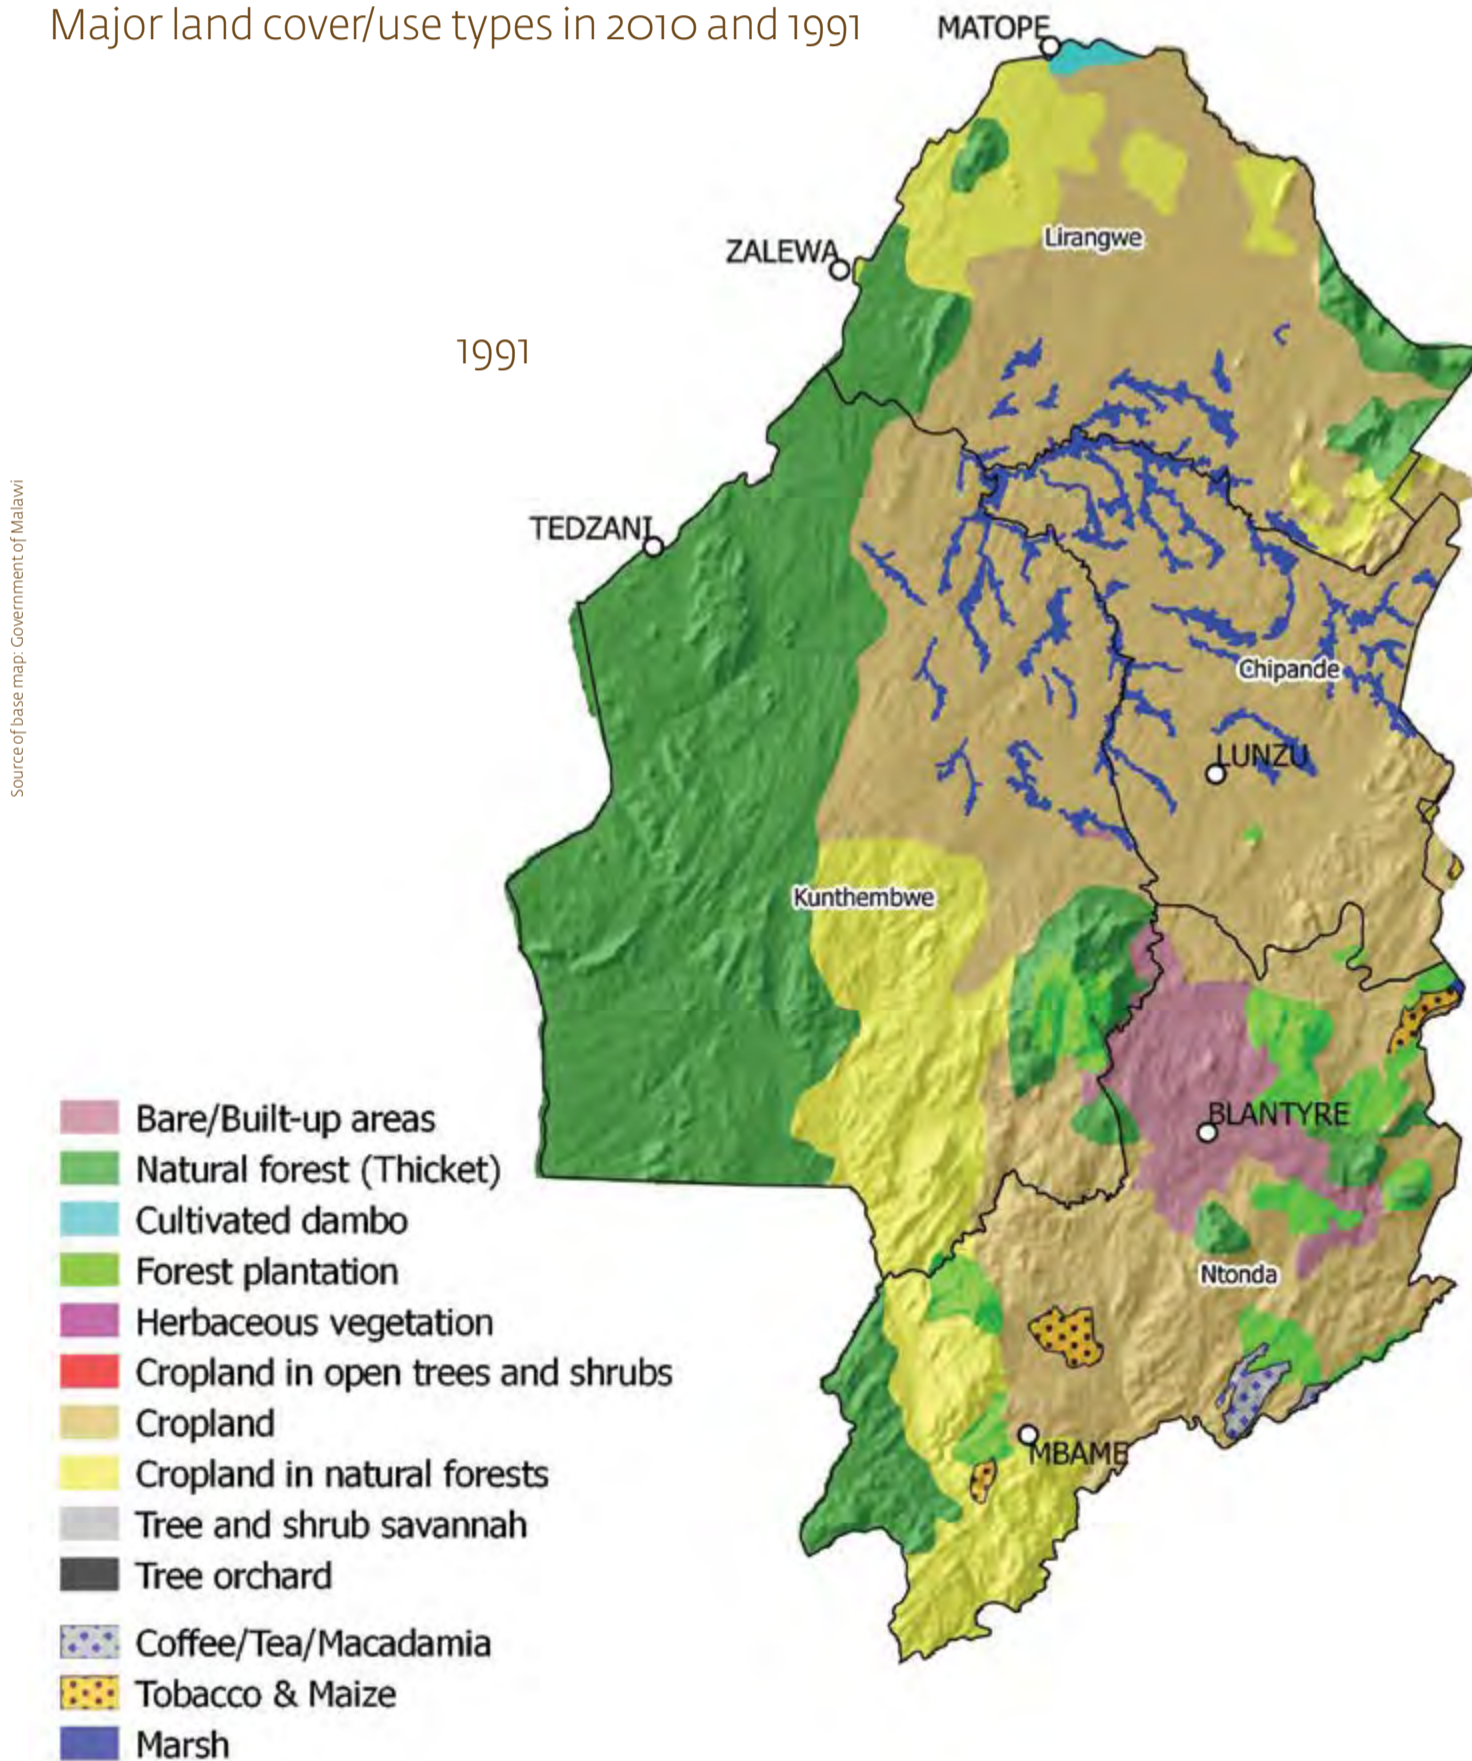 Major land cover/use types in 2010 and 1991
MATOPE
Lirangwe
ZALEWA
1991
Source of base map: Government of Malawi
TEDZANI
Chipande
LUNZU
Kunthembwe
BLANTYRE
Ntonda
MBAME
Bare/Built-up areas
Natural forest (Thicket)
Cultivated dambo
Forest plantation
Herbaceous vegetation
Cropland in open trees and shrubs
Cropland
Cropland in natural forests
Tree and shrub savannah
Tree orchard
Coffee/Tea/Macadamia
Tobacco & Maize
Marsh